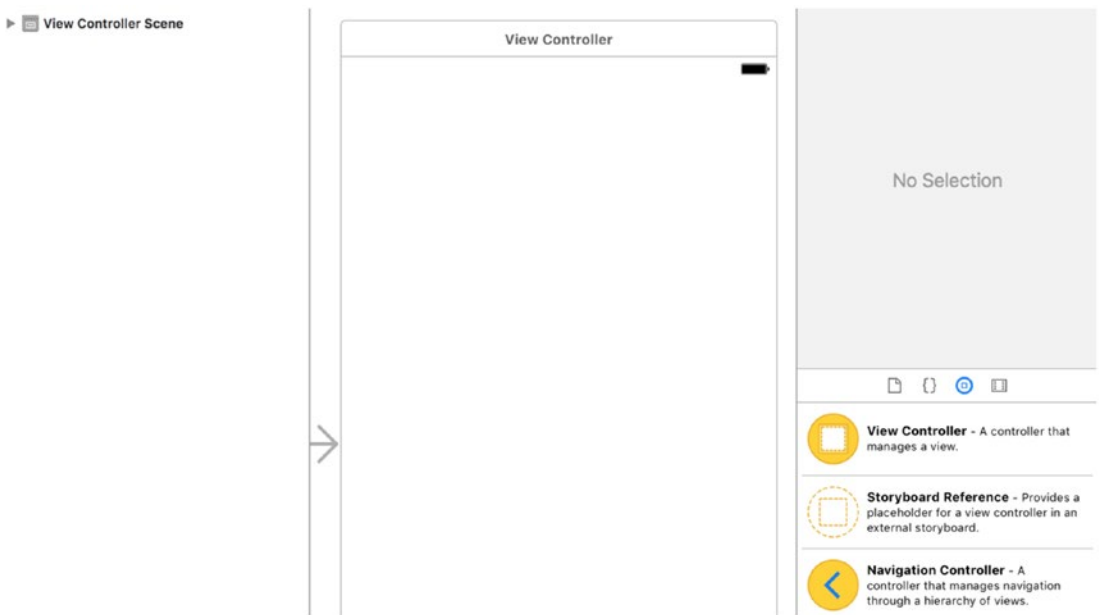 View Controller Scene
View Controller
No Selection
View Controller - A controller that
manages a view.
Storyboard Reference - Provides a
placeholder for a view controller in an
external storyboard.
Navigation Controller - A
controller that manages navigation
through a hierarchy of views.